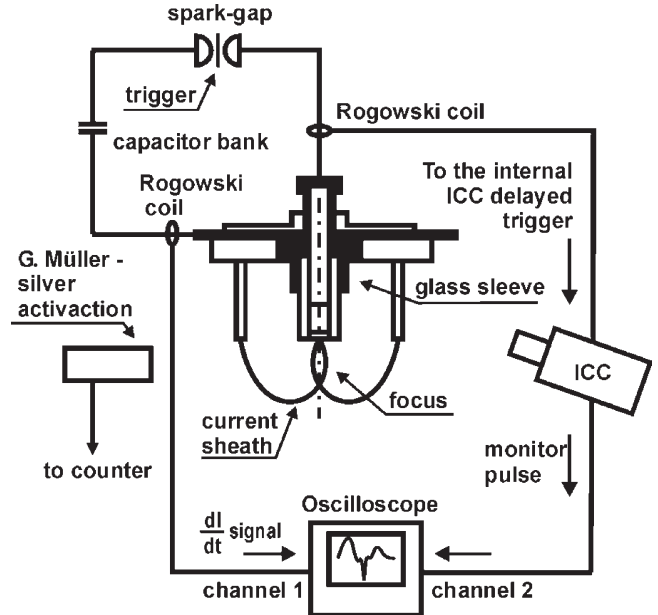 spark-gap
trigger
capacitor bank
Rogowski coil
Rogowski
coil
To the internal
ICC delayed
trigger
G. Müller -
silver
activaction
glass sleeve
ICC
focus
current
sheath
to counter
monitor
pulse
Oscilloscope
dI
dt
signal
channel 1
channel 2